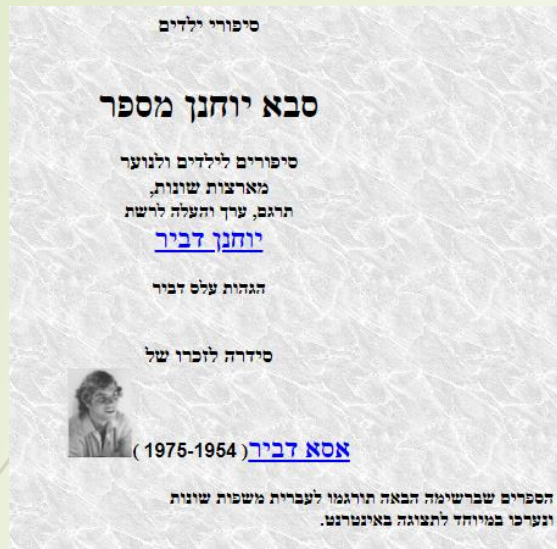 סיפורי ילדים
סבא יוחנן מספר
סיפורים לילדים ולנוער
מארצות שונות,
תרגם, ערך והעלה לרשת
יוחנן דביר
הגהות עלס דביר
סידרה לזכרו של
אסא דביר( 1975-1954 )
הספרים שברשימה הבאה תורגמו לעברית משפות שונות
ונערכו במיוחד לתצוגה באינטרנט.